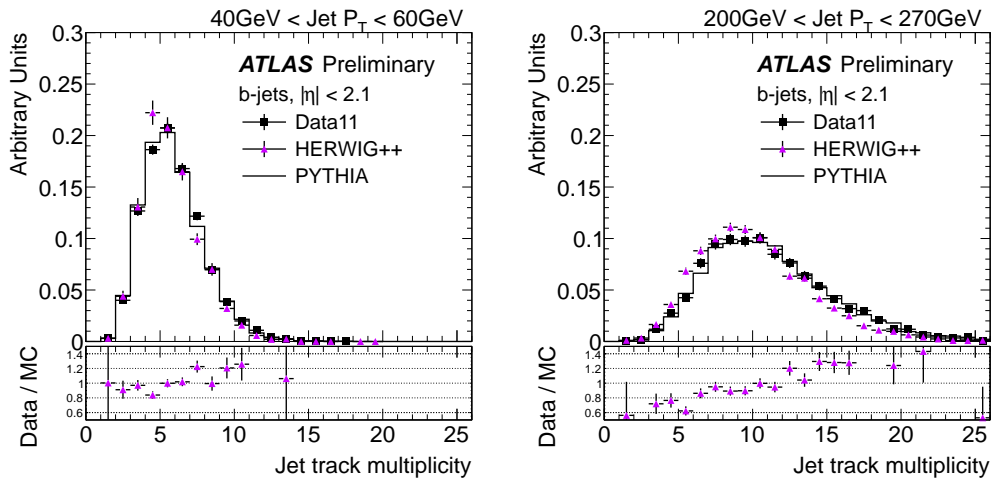 40GeV < Jet P_T < 60GeV
Arbitrary Units
0.3
0.25
0.2
0.15
0.1
0.05
0
ATLAS Preliminary
b-jets, |η| < 2.1
Data11
HERWIG++
PYTHIA
Data / MC
1.4
1.2
1
0.8
0.6
0 5 10 15 20 25
Jet track multiplicity
200GeV < Jet P_T < 270GeV
Arbitrary Units
0.3
0.25
0.2
0.15
0.1
0.05
0
ATLAS Preliminary
b-jets, |η| < 2.1
Data11
HERWIG++
PYTHIA
Data / MC
1.4
1.2
1
0.8
0.6
0 5 10 15 20 25
Jet track multiplicity